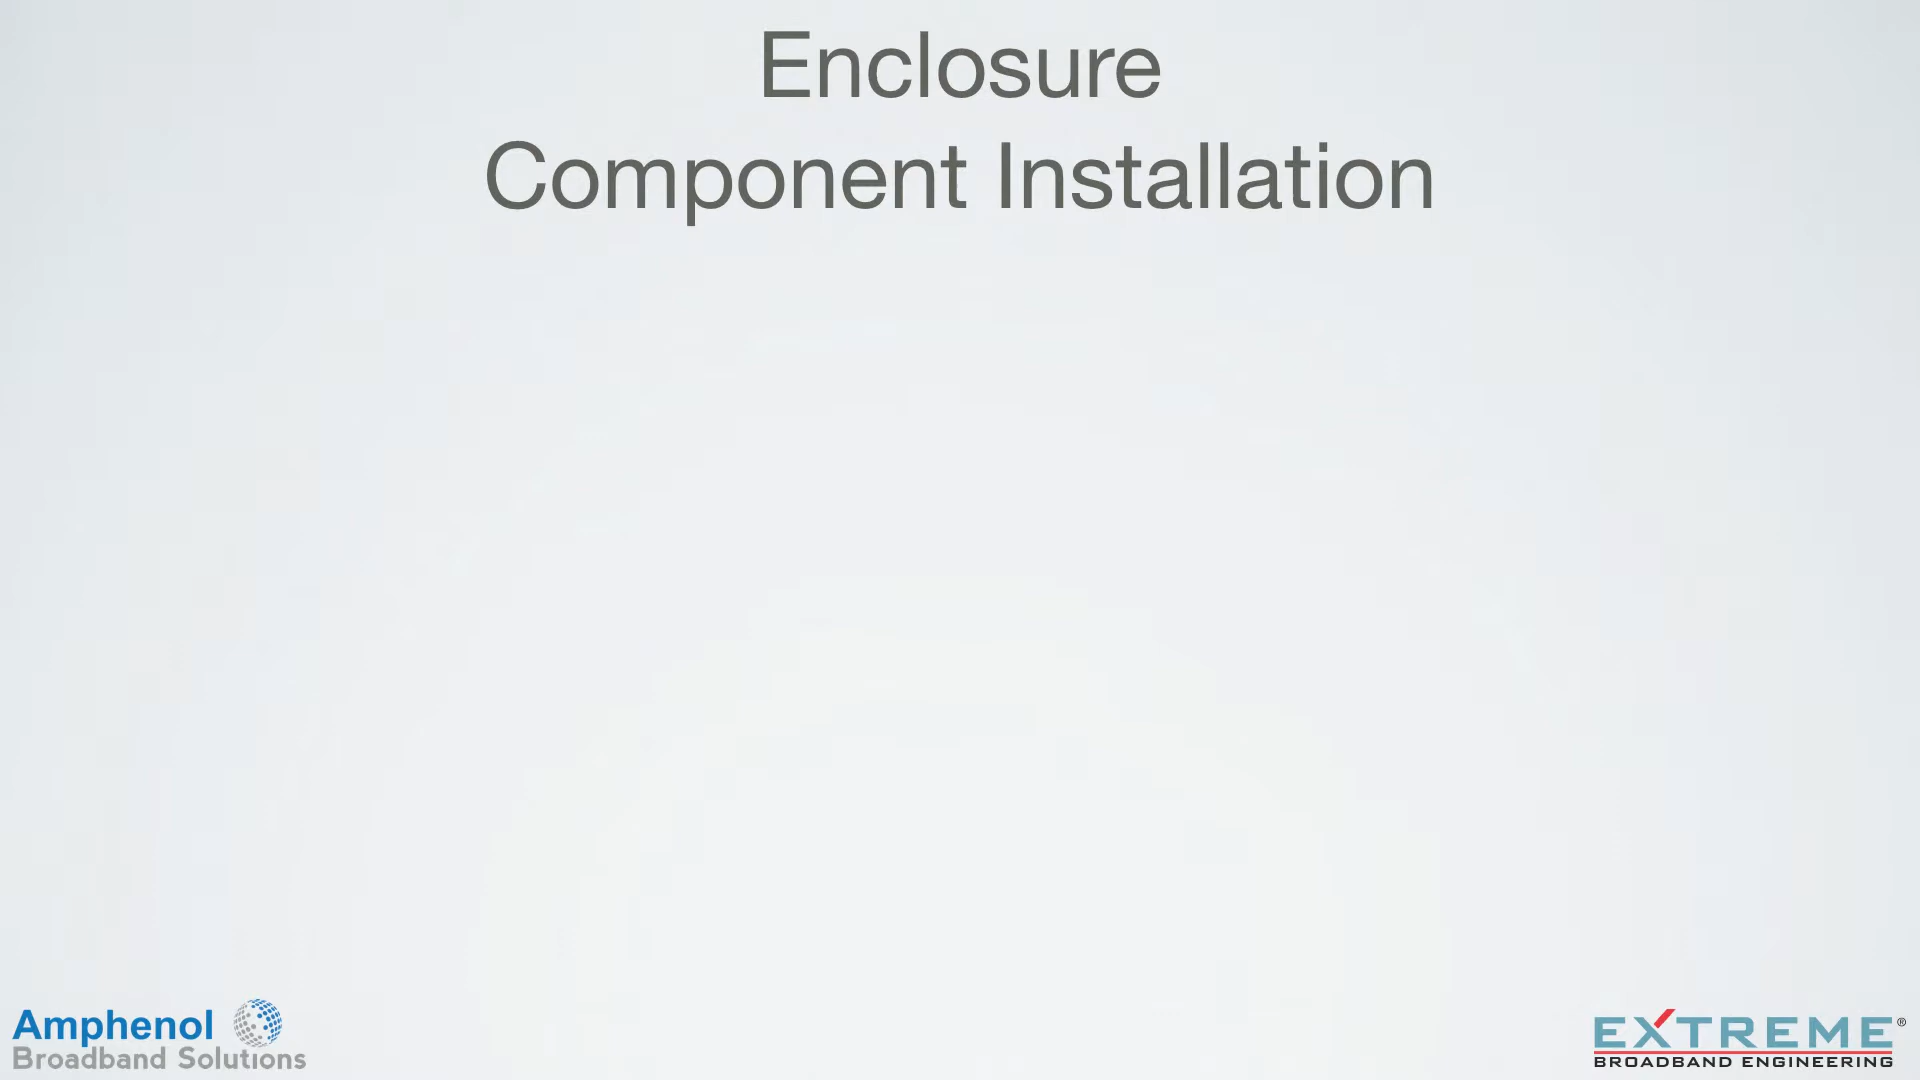 Enclosure
Component Installation
Amphenol
Broadband Solutions
EXTREME®
BROADBAND ENGINEERING